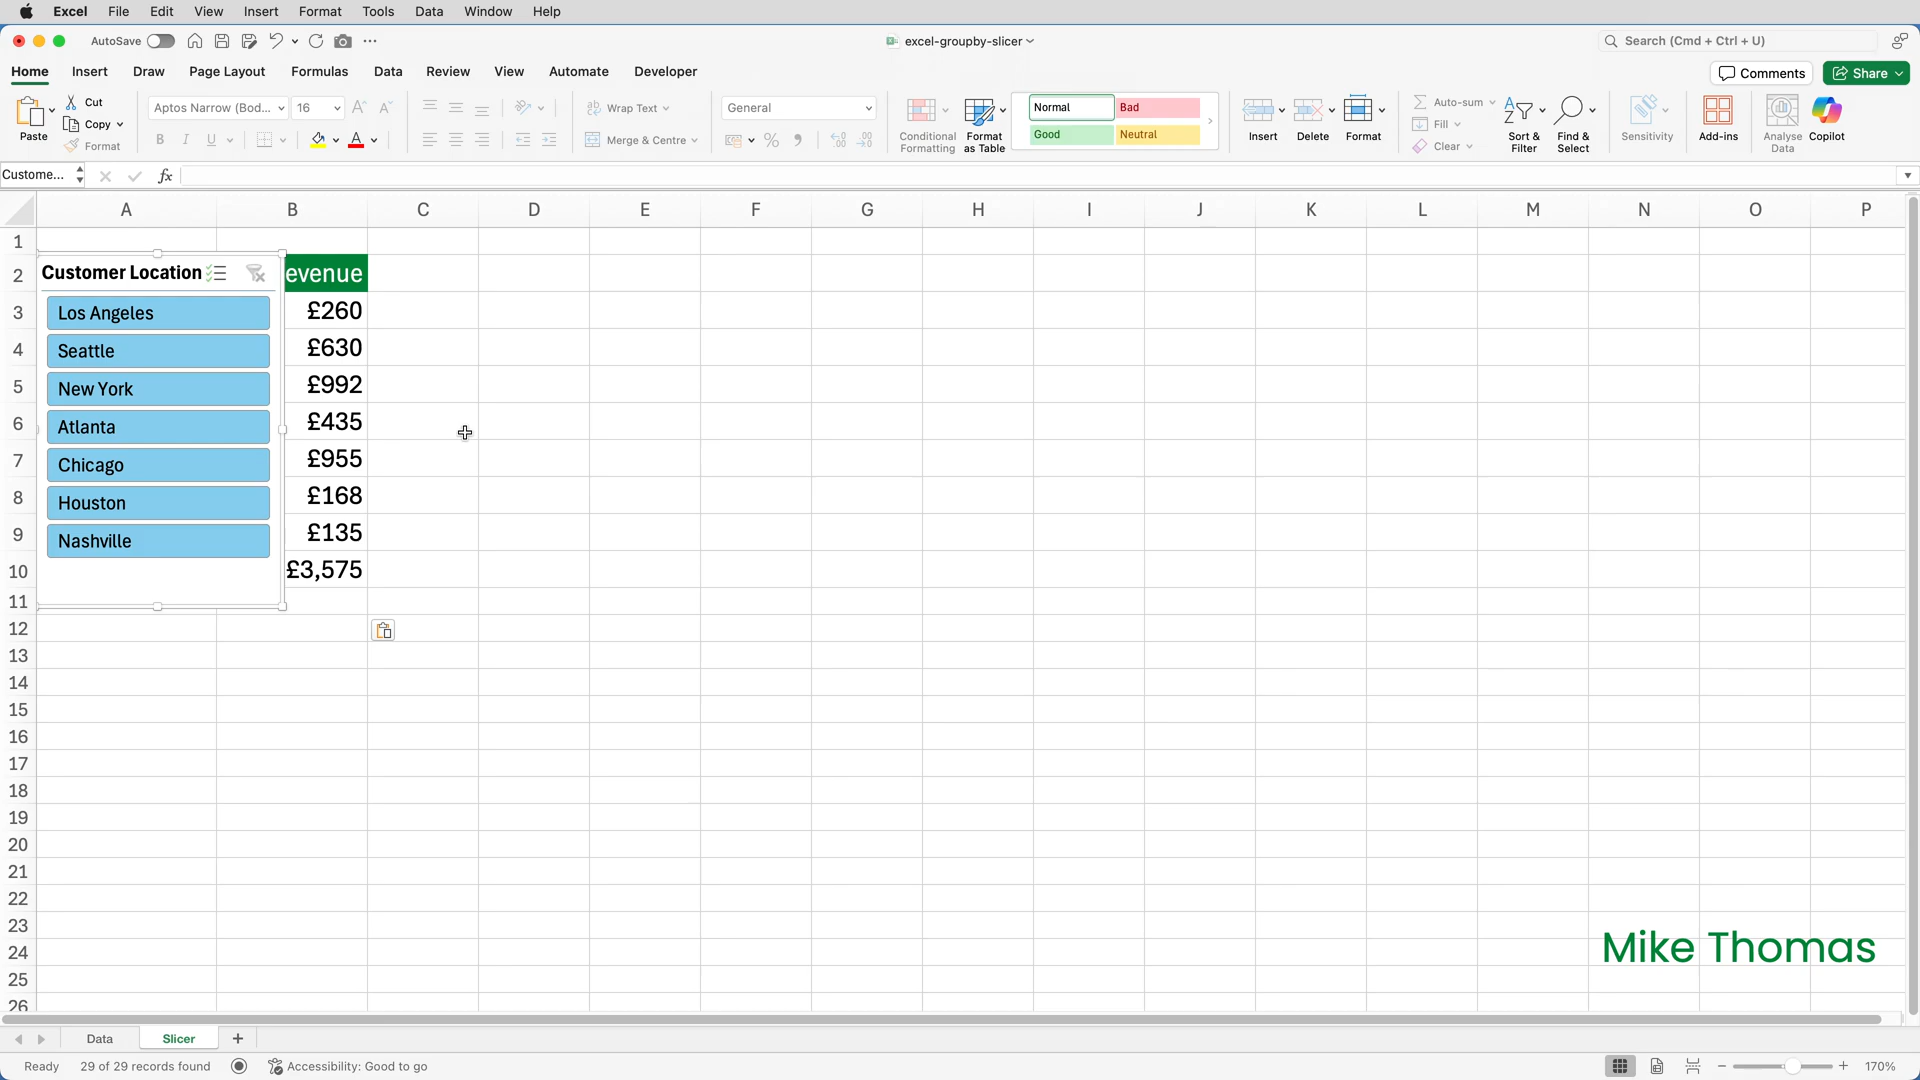 Excel File Edit View Insert Format Tools Data Window Help
AutoSave excel-groupby-slicer Search (Cmd + Ctrl + U)
Home Insert Draw Page Layout Formulas Data Review View Automate Developer Comments Share
Paste Cut Copy Format
Aptos Narrow (Bod... 16
B I U A
Wrap Text
Merge & Centre
General
%
Conditional Formatting
Format as Table
Normal Bad
Good Neutral
Insert Delete Format
Auto-sum
Fill
Clear
Sort & Filter
Find & Select
Sensitivity
Add-ins
Analyse Data
Copilot
Custome... fx
A B C D E F G H I J K L M N O P
1
2 Customer Location evenue
3 Los Angeles £260
4 Seattle £630
5 New York £992
6 Atlanta £435
7 Chicago £955
8 Houston £168
9 Nashville £135
10 £3,575
11
12
13
14
15
16
17
18
19
20
21
22
23
24
25
26
Mike Thomas
Data Slicer +
Ready 29 of 29 records found Accessibility: Good to go 170%